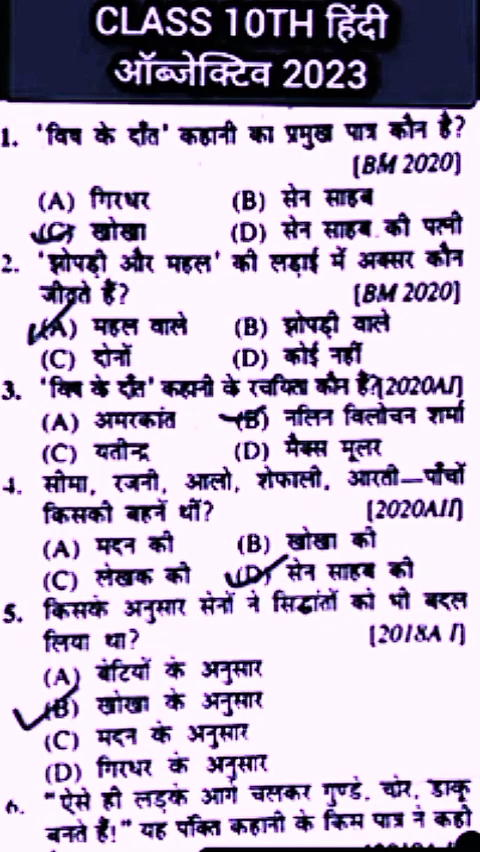 CLASS 10TH हिंदी
ऑब्जेक्टिव 2023
1. 'विष के दाँत' कहानी का प्रमुख पात्र कौन है?
[BM 2020]
(A) गिरधर (B) सेन साहब
(C) खोखा (D) सेन साहब की पत्नी
2. 'झोपड़ी और महल' की लड़ाई में अक्सर कौन
जीतते हैं? [BM 2020]
(A) महल वाले (B) झोपड़ी वाले
(C) दोनों (D) कोई नहीं
3. 'विष के दाँत' कहानी के रचयिता कौन हैं? [2020AI]
(A) अमरकांत (B) नलिन विलोचन शर्मा
(C) यतीन्द्र (D) मैक्स मूलर
4. सीमा, रजनी, आलो, शेफाली, आरती—पाँचों
किसकी बहनें थीं? [2020AII]
(A) मदन की (B) खोखा की
(C) लेखक की (D) सेन साहब की
5. किसके अनुसार सेनों ने सिद्धांतों को भी बदल
लिया था? [2018A I]
(A) बेटियों के अनुसार
(B) खोखा के अनुसार
(C) मदन के अनुसार
(D) गिरधर के अनुसार
6. "ऐसे ही लड़के आगे चलकर गुण्डे, चोर, डाकू
बनते हैं!" यह पंक्ति कहानी के किस पात्र ने कही